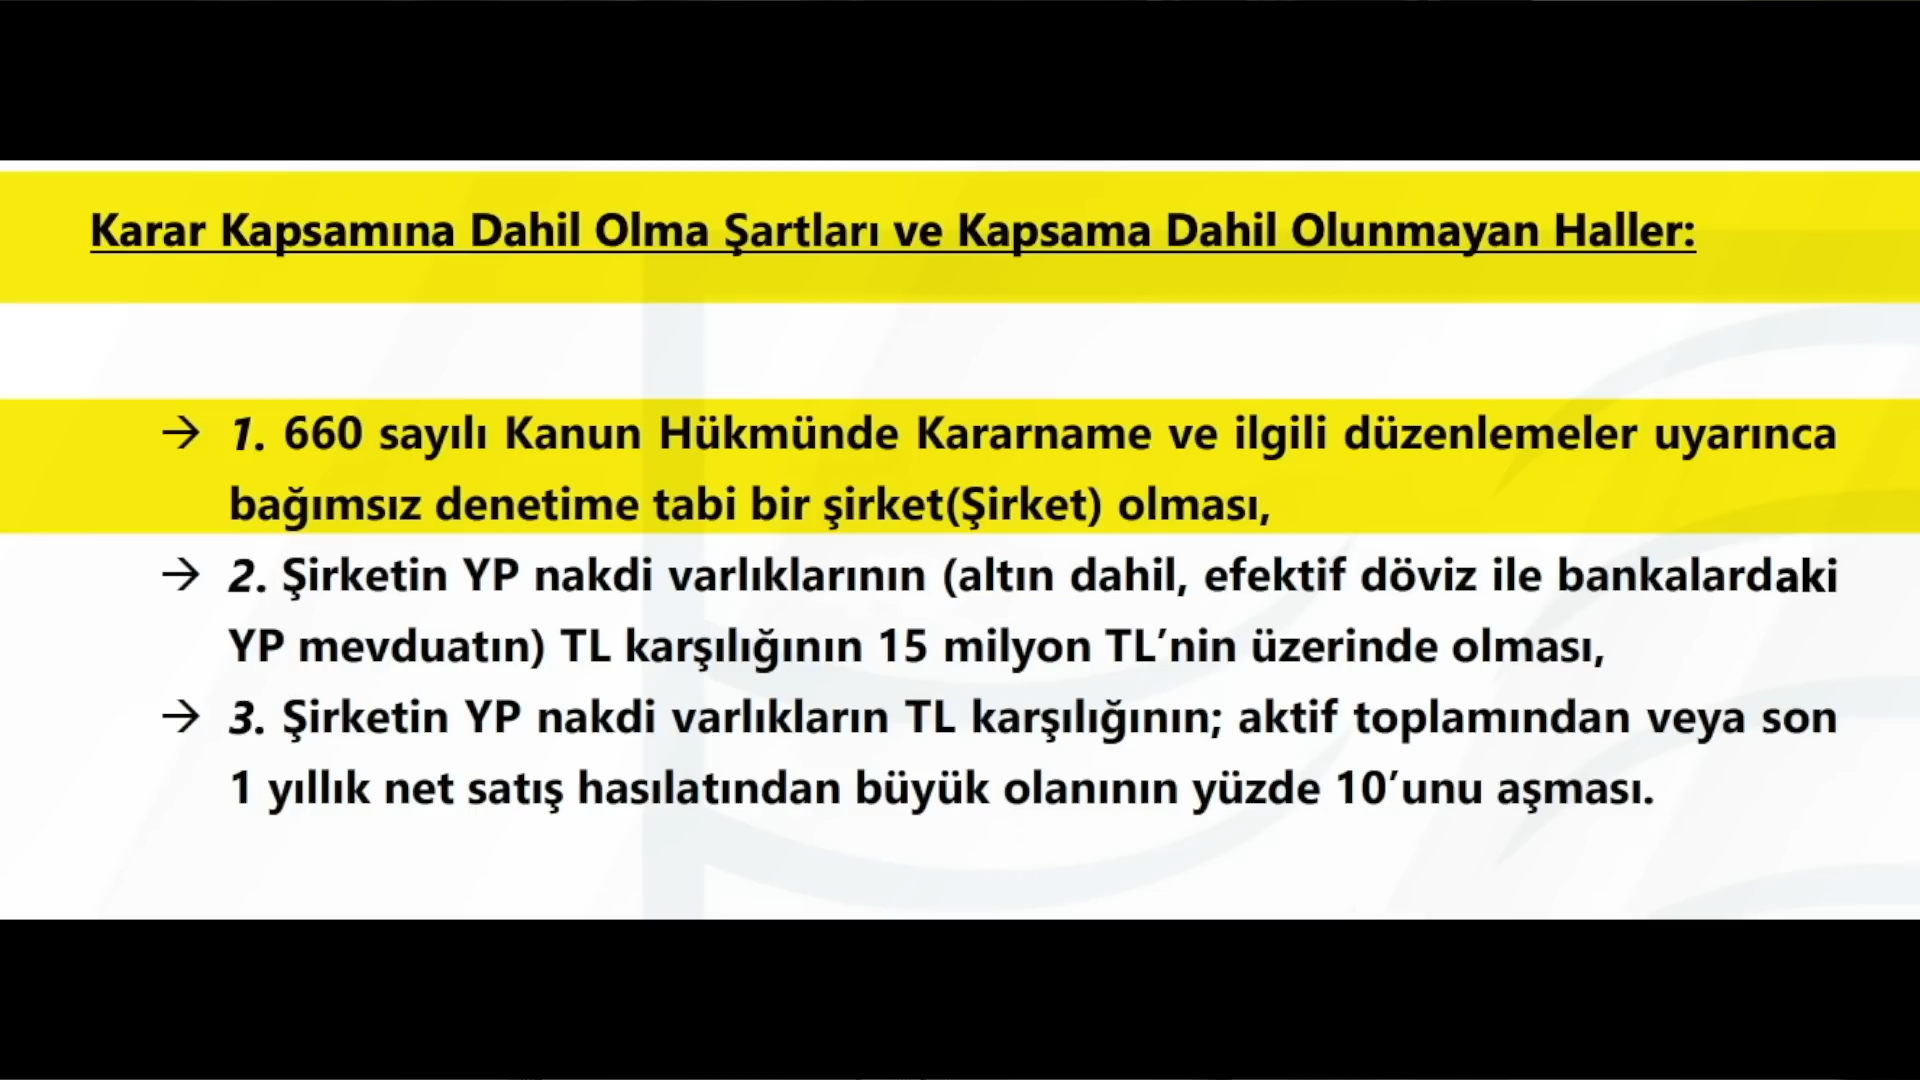 Karar Kapsamına Dahil Olma Şartları ve Kapsama Dahil Olunmayan Haller:
→ 1. 660 sayılı Kanun Hükmünde Kararname ve ilgili düzenlemeler uyarınca
bağımsız denetime tabi bir şirket(Şirket) olması,
→ 2. Şirketin YP nakdi varlıklarının (altın dahil, efektif döviz ile bankalardaki
YP mevduatın) TL karşılığının 15 milyon TL’nin üzerinde olması,
→ 3. Şirketin YP nakdi varlıkların TL karşılığının; aktif toplamından veya son
1 yıllık net satış hasılatından büyük olanının yüzde 10’unu aşması.